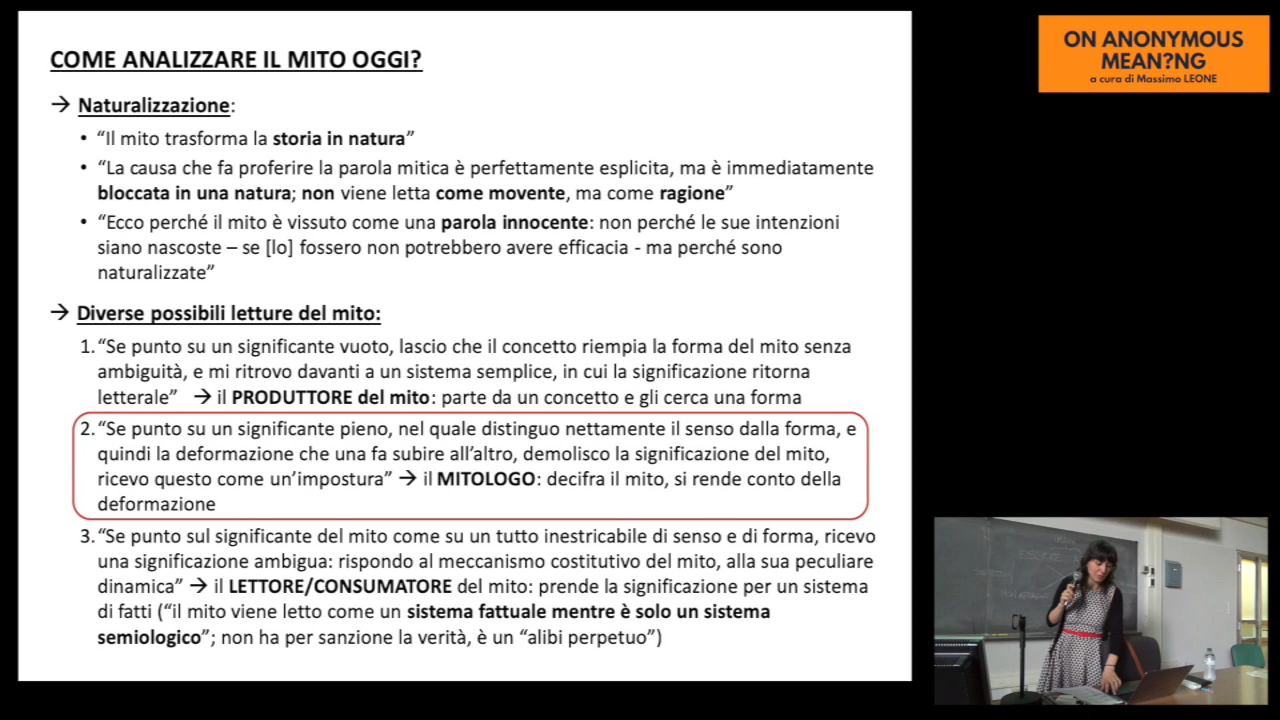 COME ANALIZZARE IL MITO OGGI?
→ Naturalizzazione:
• “Il mito trasforma la storia in natura”
• “La causa che fa proferire la parola mitica è perfettamente esplicita, ma è immediatamente
bloccata in una natura; non viene letta come movente, ma come ragione”
• “Ecco perché il mito è vissuto come una parola innocente: non perché le sue intenzioni
siano nascoste – se [lo] fossero non potrebbero avere efficacia - ma perché sono
naturalizzate”
→ Diverse possibili letture del mito:
1. “Se punto su un significante vuoto, lascio che il concetto riempia la forma del mito senza
ambiguità, e mi ritrovo davanti a un sistema semplice, in cui la significazione ritorna
letterale” → il PRODUTTORE del mito: parte da un concetto e gli cerca una forma
2. “Se punto su un significante pieno, nel quale distinguo nettamente il senso dalla forma, e
quindi la deformazione che una fa subire all’altro, demolisco la significazione del mito,
ricevo questo come un’impostura” → il MITOLOGO: decifra il mito, si rende conto della
deformazione
3. “Se punto sul significante del mito come su un tutto inestricabile di senso e di forma, ricevo
una significazione ambigua: rispondo al meccanismo costitutivo del mito, alla sua peculiare
dinamica” → il LETTORE/CONSUMATORE del mito: prende la significazione per un sistema
di fatti (“il mito viene letto come un sistema fattuale mentre è solo un sistema
semiologico”; non ha per sanzione la verità, è un “alibi perpetuo”)
ON ANONYMOUS
MEAN?NG
a cura di Massimo LEONE